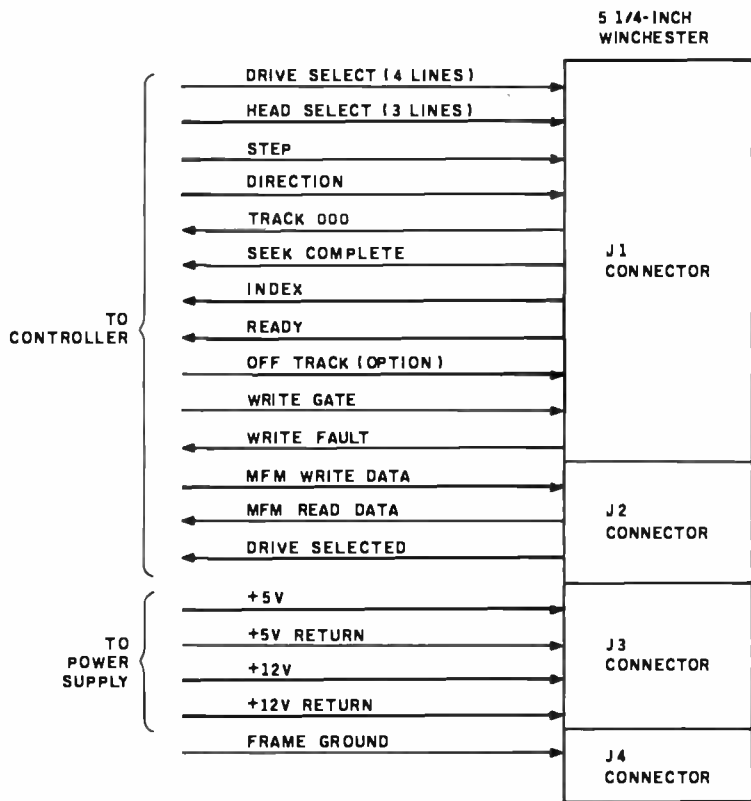 5 1/4-INCH
WINCHESTER
DRIVE SELECT (4 LINES)
HEAD SELECT (3 LINES)
STEP
DIRECTION
TRACK 000
SEEK COMPLETE
INDEX
READY
OFF TRACK (OPTION)
WRITE GATE
WRITE FAULT
MFM WRITE DATA
MFM READ DATA
DRIVE SELECTED
+5V
+5V RETURN
+12V
+12V RETURN
FRAME GROUND
TO
CONTROLLER
TO
POWER
SUPPLY
J1
CONNECTOR
J2
CONNECTOR
J3
CONNECTOR
J4
CONNECTOR